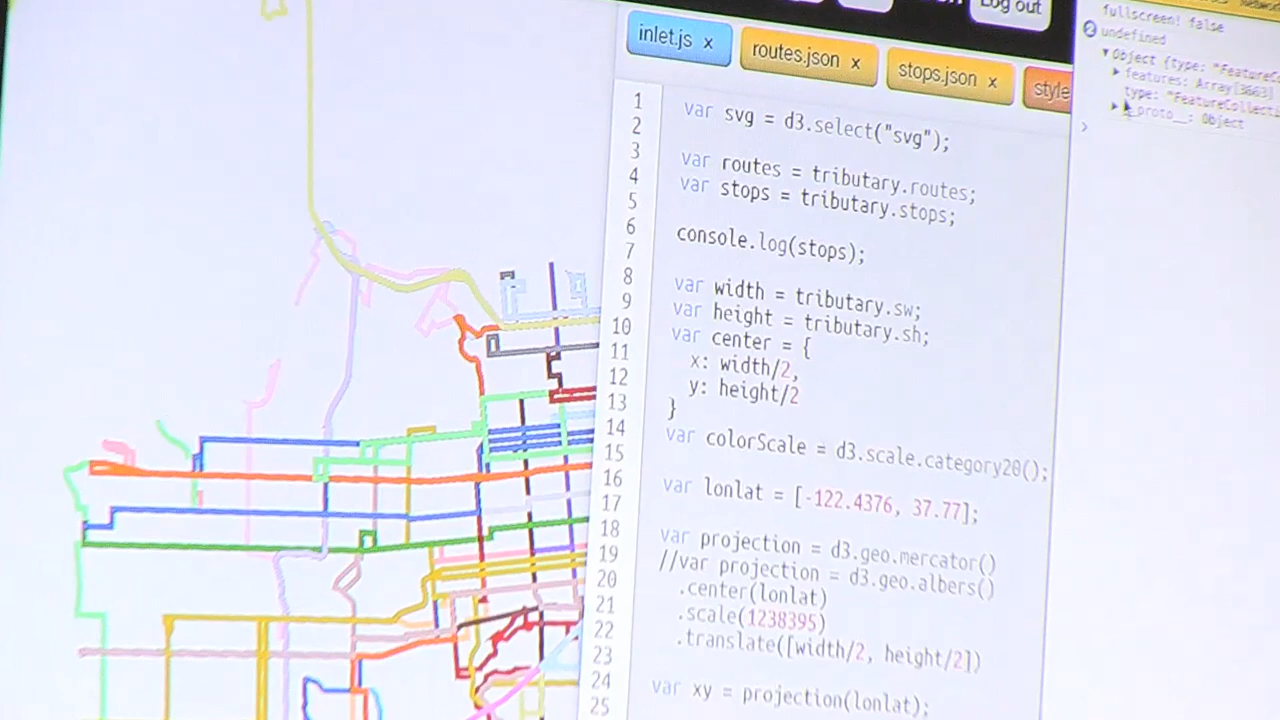 Log out
inlet.js x
routes.json x
stops.json x
style
1
2
3
4
5
6
7
8
9
10
11
12
13
14
15
16
17
18
19
20
21
22
23
24
25
var svg = d3.select("svg");
var routes = tributary.routes;
var stops = tributary.stops;
console.log(stops);
var width = tributary.sw;
var height = tributary.sh;
var center = {
x: width/2,
y: height/2
}
var colorScale = d3.scale.category20();
var lonlat = [-122.4376, 37.77];
var projection = d3.geo.mercator()
//var projection = d3.geo.albers()
.center(lonlat)
.scale(1238395)
.translate([width/2, height/2])
var xy = projection(lonlat);
fullscreen! false
2 undefined
▼Object {type: "FeatureCo
▶ features: Array[3663]
type: "FeatureCollecti
▶ __proto__: Object
>